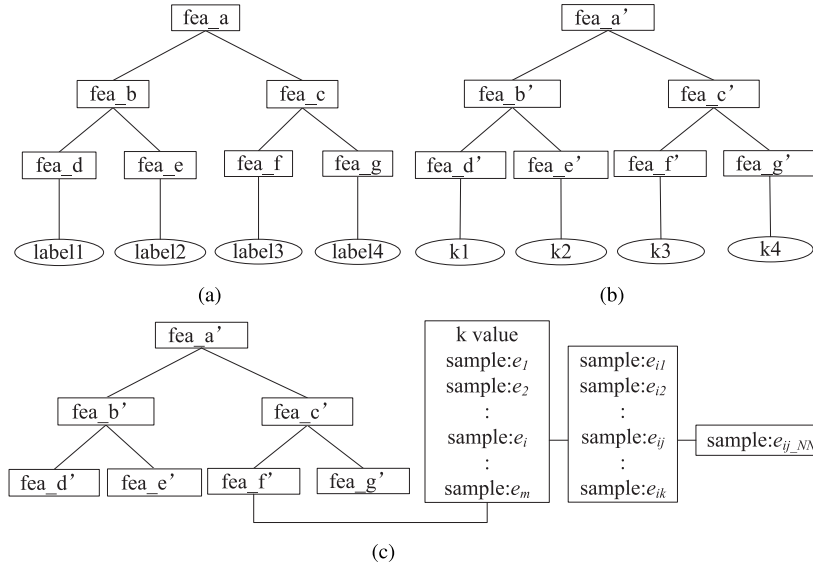 fea_a
fea_b
fea_c
fea_d
fea_e
fea_f
fea_g
label1
label2
label3
label4
(a)
fea_a’
fea_b’
fea_c’
fea_d’
fea_e’
fea_f’
fea_g’
k1
k2
k3
k4
(b)
fea_a’
fea_b’
fea_c’
fea_d’
fea_e’
fea_f’
fea_g’
k value
sample:e1
sample:e2
:
sample:ei
:
sample:em
sample:ei1
sample:ei2
:
sample:eij
:
sample:eik
sample:eij_NN
(c)